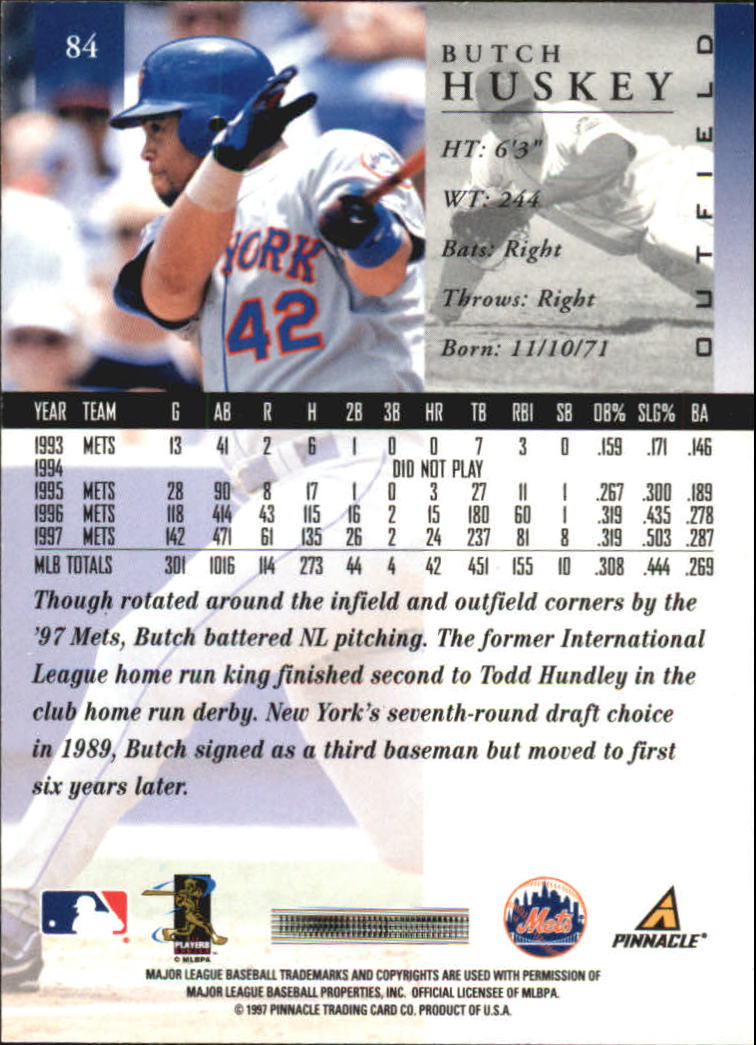 84
BUTCH
HUSKEY
HT: 6'3"
WT: 244
Bats: Right
Throws: Right
Born: 11/10/71
OUTFIELD
YORK
42
YEAR TEAM G AB R H 2B 3B HR TB RBI SB OB% SLG% BA
1993 METS 13 41 2 6 1 0 0 7 3 0 .159 .171 .146
1994 DID NOT PLAY
1995 METS 28 90 8 17 1 0 3 27 11 1 .267 .300 .189
1996 METS 118 414 43 115 16 2 15 180 60 1 .319 .435 .278
1997 METS 142 471 61 135 26 2 24 237 81 8 .319 .503 .287
MLB TOTALS 301 1016 114 273 44 4 42 451 155 10 .308 .444 .269
Though rotated around the infield and outfield corners by the
'97 Mets, Butch battered NL pitching. The former International
League home run king finished second to Todd Hundley in the
club home run derby. New York's seventh-round draft choice
in 1989, Butch signed as a third baseman but moved to first
six years later.
PLAYERS
© MLBPA
Mets
PINNACLE®
MAJOR LEAGUE BASEBALL TRADEMARKS AND COPYRIGHTS ARE USED WITH PERMISSION OF
MAJOR LEAGUE BASEBALL PROPERTIES, INC. OFFICIAL LICENSEE OF MLBPA.
© 1997 PINNACLE TRADING CARD CO. PRODUCT OF U.S.A.